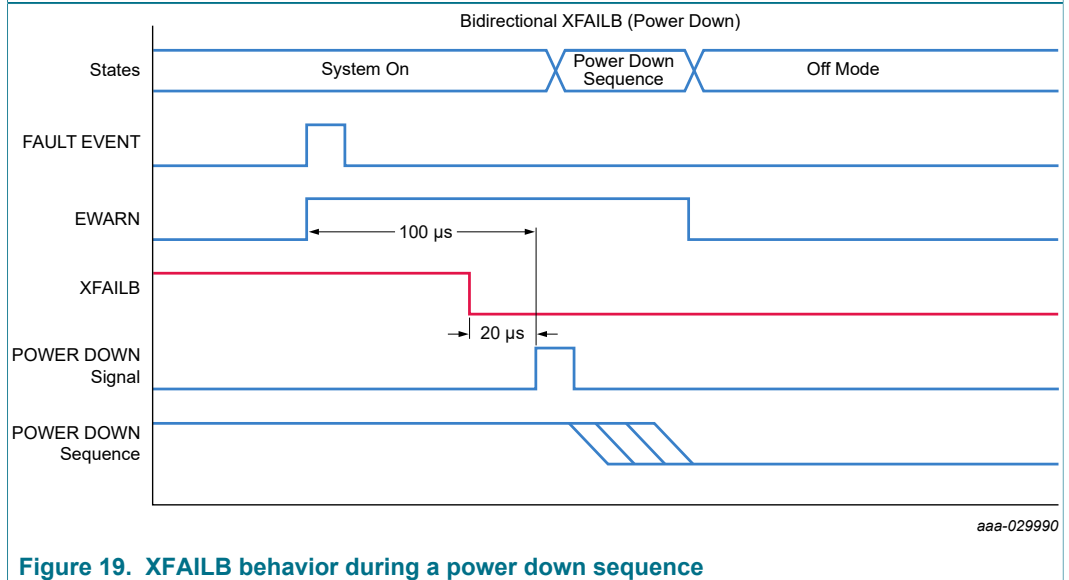 Bidirectional XFAILB (Power Down)
States
System On
Power Down
Sequence
Off Mode
FAULT EVENT
EWARN
100 µs
XFAILB
20 µs
POWER DOWN
Signal
POWER DOWN
Sequence
aaa-029990
Figure 19. XFAILB behavior during a power down sequence